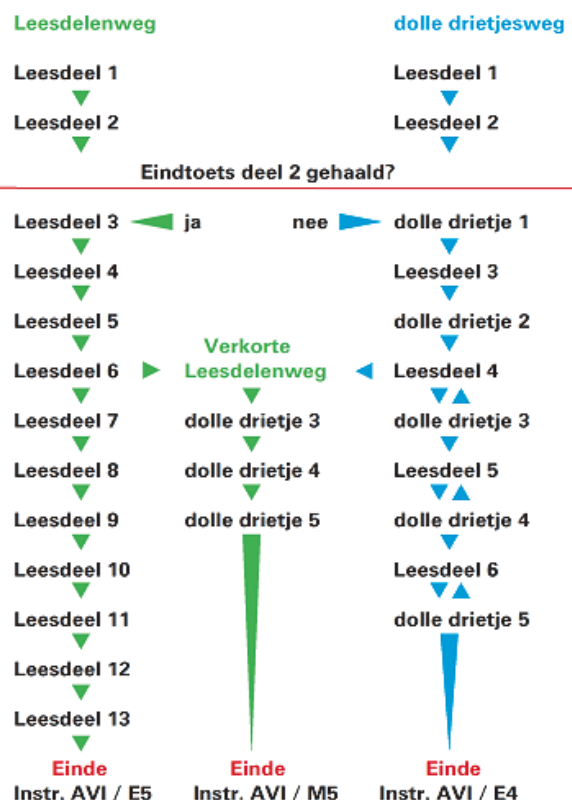 Leesdelenweg dolle drietjesweg
Leesdeel 1 Leesdeel 1
Leesdeel 2 Leesdeel 2
Eindtoets deel 2 gehaald?
Leesdeel 3 ja nee dolle drietje 1
Leesdeel 4 Leesdeel 3
Leesdeel 5 dolle drietje 2
Verkorte
Leesdeel 6 Leesdelenweg Leesdeel 4
Leesdeel 7 dolle drietje 3 dolle drietje 3
Leesdeel 8 dolle drietje 4 Leesdeel 5
Leesdeel 9 dolle drietje 5 dolle drietje 4
Leesdeel 10 Leesdeel 6
Leesdeel 11 dolle drietje 5
Leesdeel 12
Leesdeel 13
Einde Einde Einde
Instr. AVI / E5 Instr. AVI / M5 Instr. AVI / E4